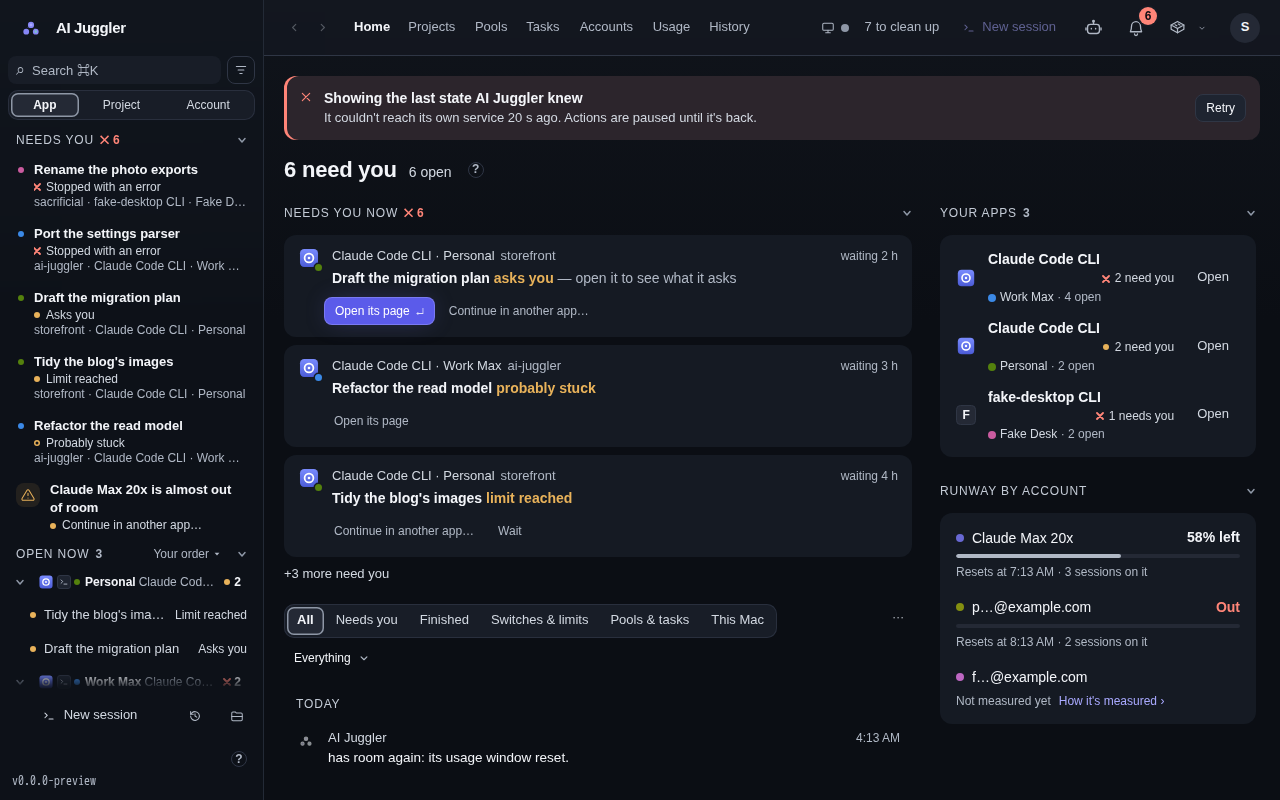 AI Juggler
Search ⌘K
App
Project
Account
NEEDS YOU 6
Rename the photo exports
Stopped with an error
sacrificial · fake-desktop CLI · Fake D…
Port the settings parser
Stopped with an error
ai-juggler · Claude Code CLI · Work …
Draft the migration plan
Asks you
storefront · Claude Code CLI · Personal
Tidy the blog's images
Limit reached
storefront · Claude Code CLI · Personal
Refactor the read model
Probably stuck
ai-juggler · Claude Code CLI · Work …
Claude Max 20x is almost out
of room
Continue in another app…
OPEN NOW 3
Your order
Personal Claude Cod… 2
Tidy the blog's ima… Limit reached
Draft the migration plan Asks you
Work Max Claude Co… 2
New session
?
v0.0.0-preview
Home
Projects
Pools
Tasks
Accounts
Usage
History
7 to clean up
New session
6
S
Showing the last state AI Juggler knew
It couldn't reach its own service 20 s ago. Actions are paused until it's back.
Retry
6 need you 6 open ?
NEEDS YOU NOW 6
Claude Code CLI · Personal storefront waiting 2 h
Draft the migration plan asks you — open it to see what it asks
Open its page
Continue in another app…
Claude Code CLI · Work Max ai-juggler waiting 3 h
Refactor the read model probably stuck
Open its page
Claude Code CLI · Personal storefront waiting 4 h
Tidy the blog's images limit reached
Continue in another app… Wait
+3 more need you
All
Needs you
Finished
Switches & limits
Pools & tasks
This Mac
…
Everything
TODAY
AI Juggler 4:13 AM
has room again: its usage window reset.
YOUR APPS 3
Claude Code CLI
2 need you
Open
Work Max · 4 open
Claude Code CLI
2 need you
Open
Personal · 2 open
F
fake-desktop CLI
1 needs you
Open
Fake Desk · 2 open
RUNWAY BY ACCOUNT
Claude Max 20x 58% left
Resets at 7:13 AM · 3 sessions on it
p…@example.com Out
Resets at 8:13 AM · 2 sessions on it
f…@example.com
Not measured yet How it's measured ›